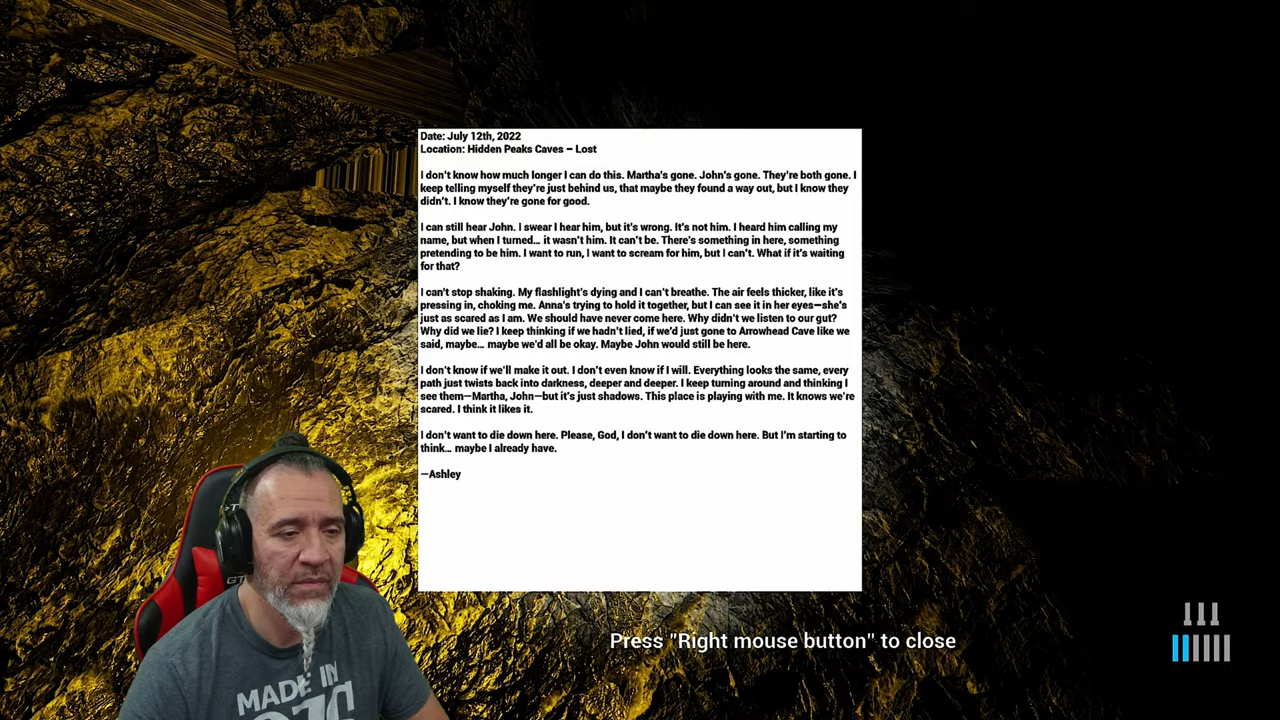 Date: July 12th, 2022
Location: Hidden Peaks Caves – Lost
I don't know how much longer I can do this. Martha's gone. John's gone. They're both gone. I
keep telling myself they're just behind us, that maybe they found a way out, but I know they
didn't. I know they're gone for good.
I can still hear John. I swear I hear him, but it's wrong. It's not him. I heard him calling my
name, but when I turned... it wasn't him. It can't be. There's something in here, something
pretending to be him. I want to run, I want to scream for him, but I can't. What if it's waiting
for that?
I can't stop shaking. My flashlight's dying and I can't breathe. The air feels thicker, like it's
pressing in, choking me. Anna's trying to hold it together, but I can see it in her eyes—she's
just as scared as I am. We should have never come here. Why didn't we listen to our gut?
Why did we lie? I keep thinking if we hadn't lied, if we'd just gone to Arrowhead Cave like we
said, maybe... maybe we'd all be okay. Maybe John would still be here.
I don't know if we'll make it out. I don't even know if I will. Everything looks the same, every
path just twists back into darkness, deeper and deeper. I keep turning around and thinking I
see them—Martha, John—but it's just shadows. This place is playing with me. It knows we're
scared. I think it likes it.
I don't want to die down here. Please, God, I don't want to die down here. But I'm starting to
think... maybe I already have.
—Ashley
Press "Right mouse button" to close
GT
MADE IN